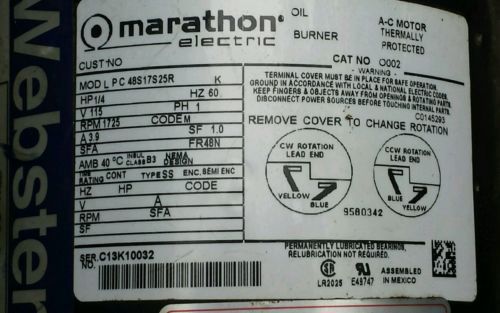 Webster
marathon®
electric
OIL
BURNER
A-C MOTOR
THERMALLY
PROTECTED
CUST-NO
CAT NO O002
MOD L P C 48S17S25R K
HP 1/4 HZ 60
V 115 PH 1
RPM 1725 CODE M
A 3.9 SF 1.0
SFA FR48N
AMB 40 °C INSUL CLASS B3 NEMA DESIGN
TIME RATING CONT TYPE SS ENC. SEMI ENC
HZ HP CODE
V A
RPM SFA
SF
SER. NO. C13K10032
- WARNING -
TERMINAL COVER MUST BE IN PLACE FOR SAFE OPERATION.
GROUND IN ACCORDANCE WITH LOCAL & NATIONAL ELECTRIC CODES
KEEP FINGERS & OBJECTS AWAY FROM OPENINGS & ROTATING PARTS
DISCONNECT POWER SOURCES BEFORE TOUCHING INTERNAL PARTS.
C0145293
REMOVE COVER TO CHANGE ROTATION
CCW ROTATION
LEAD END
YELLOW
BLUE
CW ROTATION
LEAD END
BLUE
YELLOW
9580342
PERMANENTLY LUBRICATED BEARINGS,
RELUBRICATION NOT REQUIRED.
LR2025 E49747
ASSEMBLED
IN MEXICO